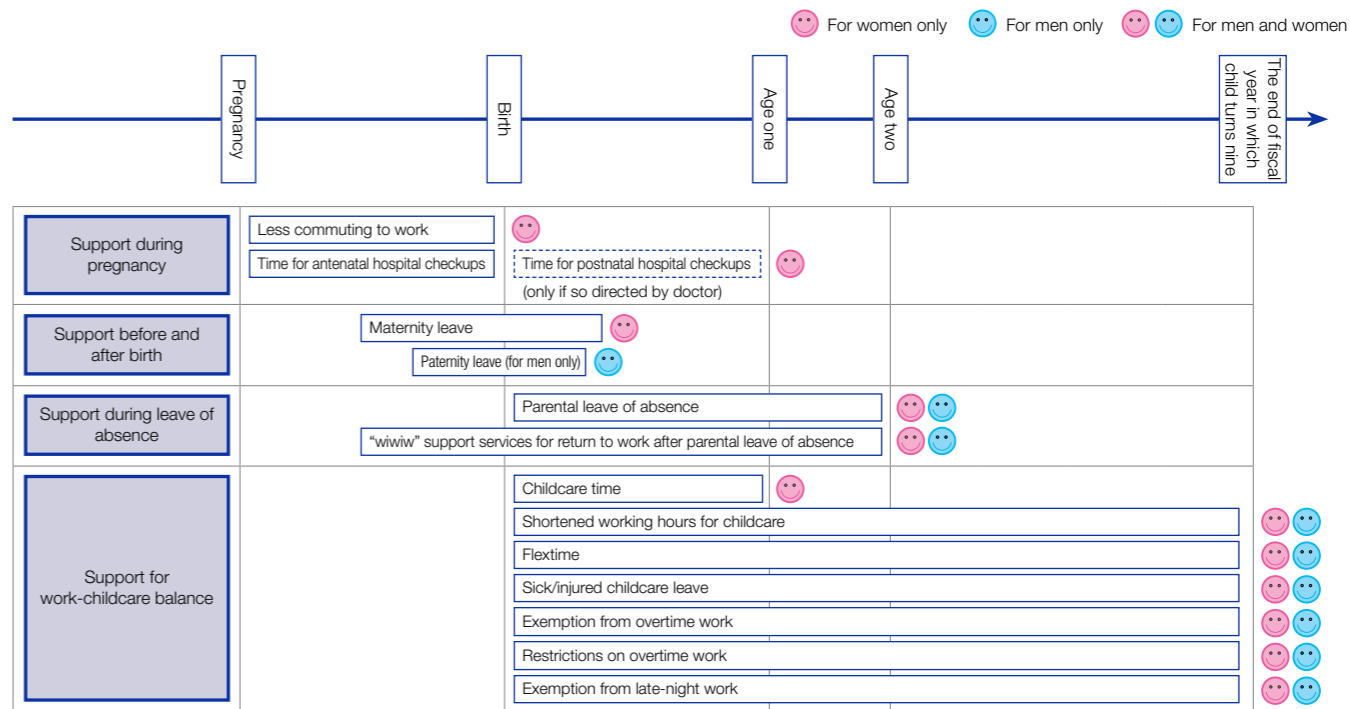 For women only
For men only
For men and women
Pregnancy
Birth
Age one
Age two
The end of fiscal
year in which
child turns nine
Support during
pregnancy
Less commuting to work
Time for antenatal hospital checkups
Time for postnatal hospital checkups
(only if so directed by doctor)
Support before and
after birth
Maternity leave
Paternity leave (for men only)
Support during leave of
absence
Parental leave of absence
“wiwiw” support services for return to work after parental leave of absence
Support for
work-childcare balance
Childcare time
Shortened working hours for childcare
Flextime
Sick/injured childcare leave
Exemption from overtime work
Restrictions on overtime work
Exemption from late-night work